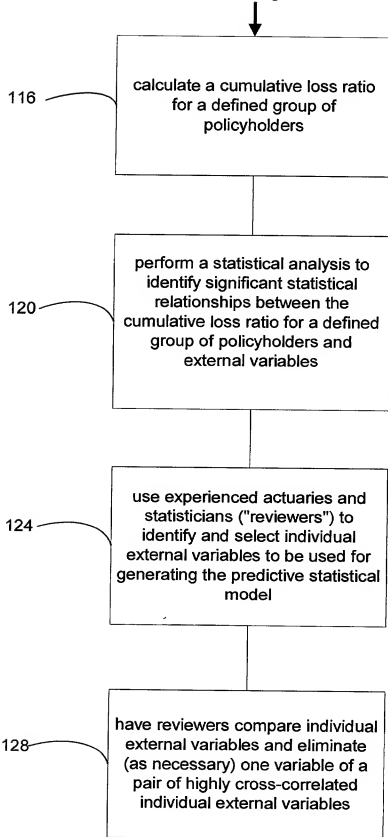 116
calculate a cumulative loss ratio
for a defined group of
policyholders
120
perform a statistical analysis to
identify significant statistical
relationships between the
cumulative loss ratio for a defined
group of policyholders and
external variables
124
use experienced actuaries and
statisticians ("reviewers") to
identify and select individual
external variables to be used for
generating the predictive statistical
model
128
have reviewers compare individual
external variables and eliminate
(as necessary) one variable of a
pair of highly cross-correlated
individual external variables